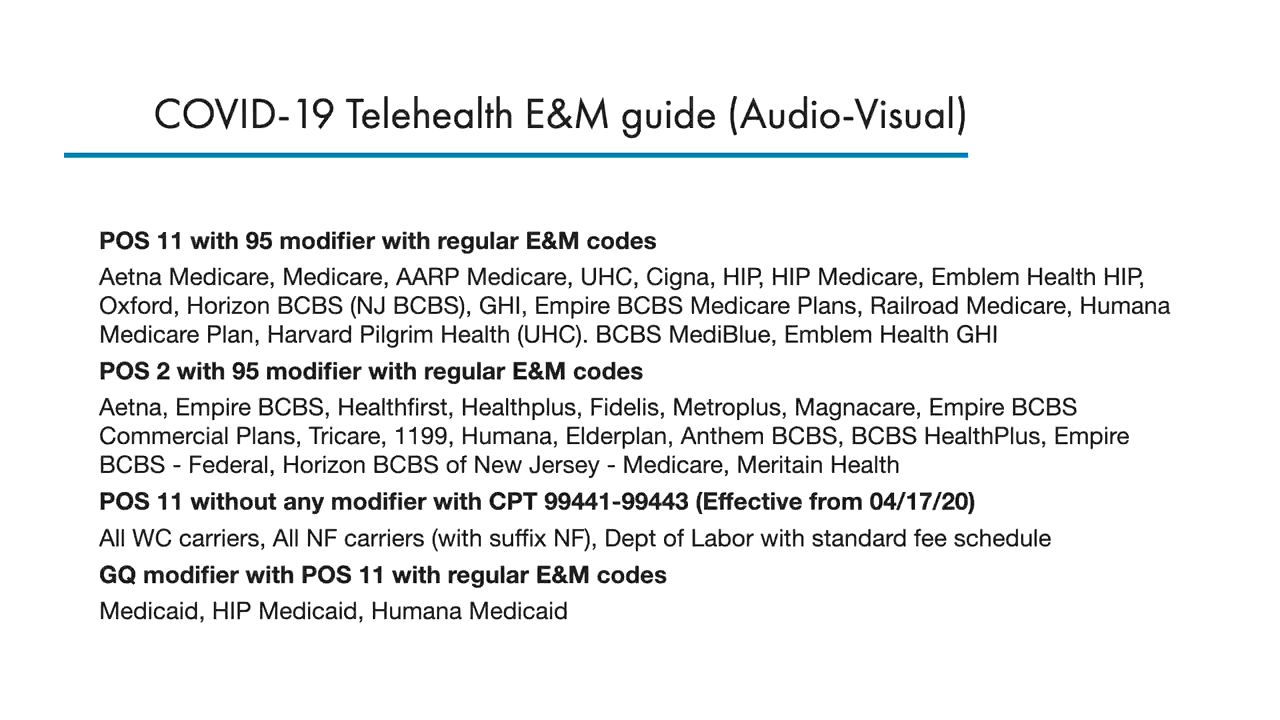 COVID-19 Telehealth E&M guide (Audio-Visual)
POS 11 with 95 modifier with regular E&M codes
Aetna Medicare, Medicare, AARP Medicare, UHC, Cigna, HIP, HIP Medicare, Emblem Health HIP,
Oxford, Horizon BCBS (NJ BCBS), GHI, Empire BCBS Medicare Plans, Railroad Medicare, Humana
Medicare Plan, Harvard Pilgrim Health (UHC). BCBS MediBlue, Emblem Health GHI
POS 2 with 95 modifier with regular E&M codes
Aetna, Empire BCBS, Healthfirst, Healthplus, Fidelis, Metroplus, Magnacare, Empire BCBS
Commercial Plans, Tricare, 1199, Humana, Elderplan, Anthem BCBS, BCBS HealthPlus, Empire
BCBS - Federal, Horizon BCBS of New Jersey - Medicare, Meritain Health
POS 11 without any modifier with CPT 99441-99443 (Effective from 04/17/20)
All WC carriers, All NF carriers (with suffix NF), Dept of Labor with standard fee schedule
GQ modifier with POS 11 with regular E&M codes
Medicaid, HIP Medicaid, Humana Medicaid